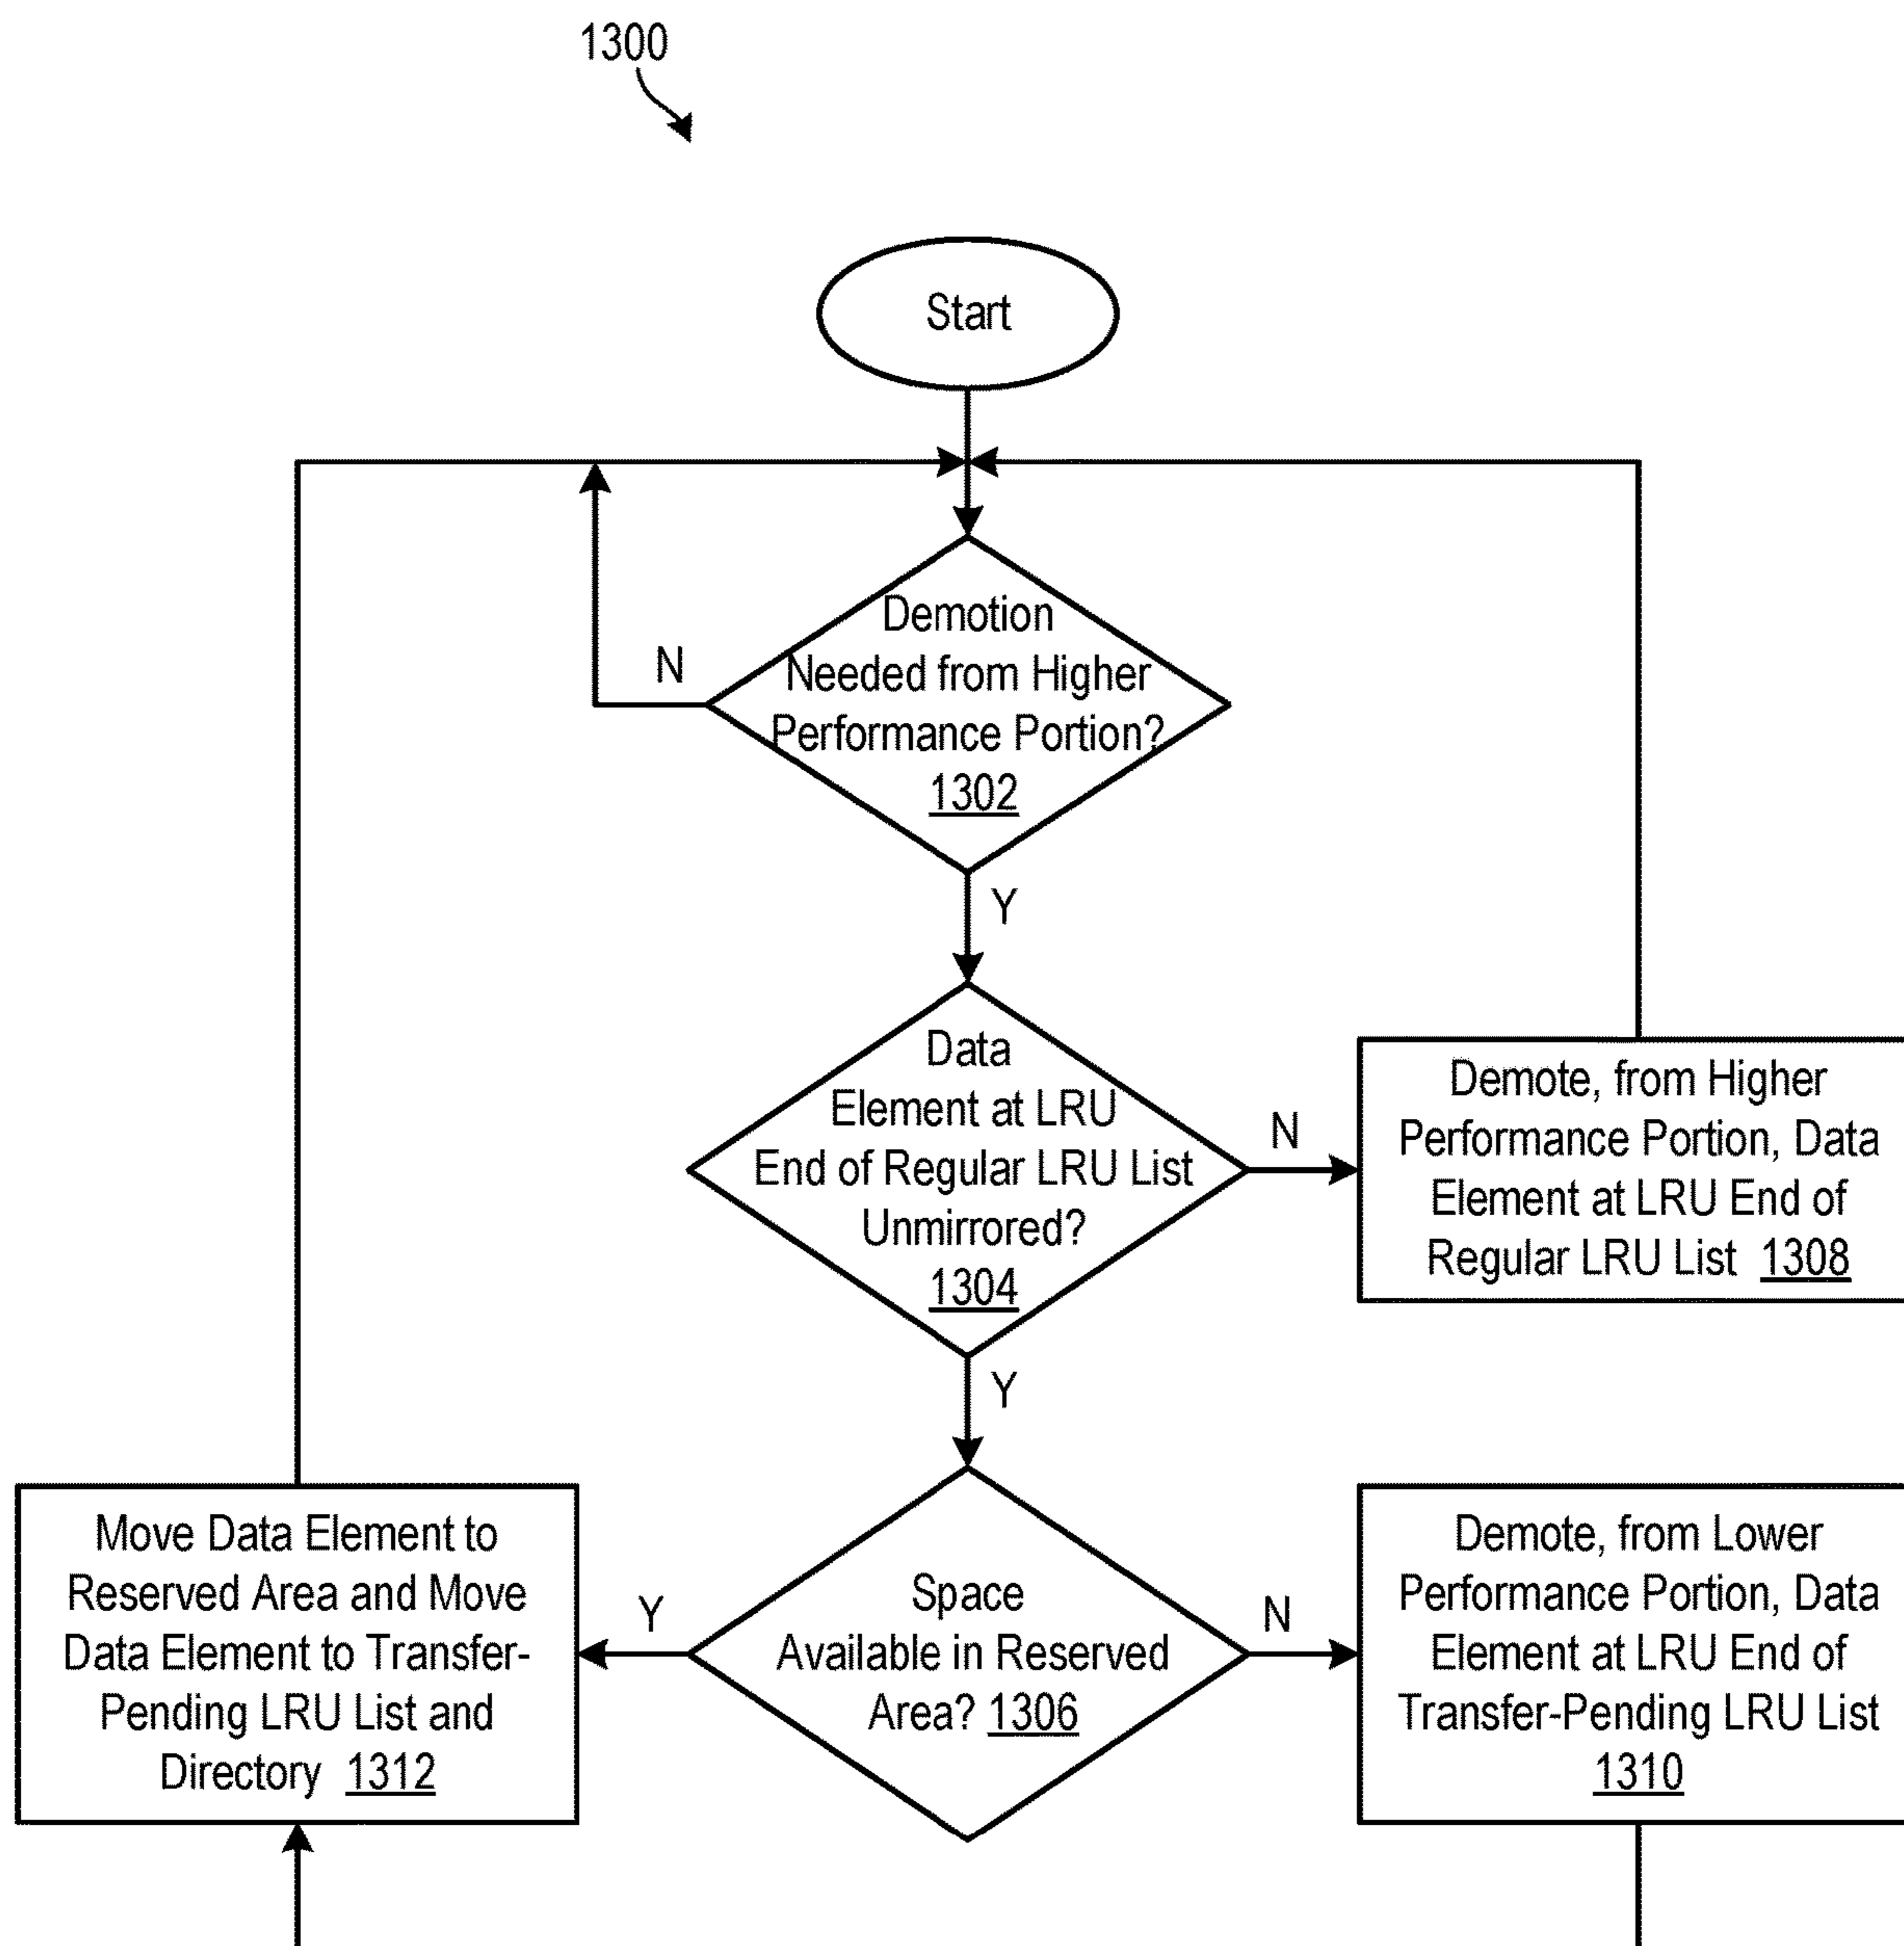 1300
Start
Demotion
Needed from Higher
Performance Portion?
1302
N
Y
Data
Element at LRU
End of Regular LRU List
Unmirrored?
1304
N
Demote, from Higher
Performance Portion, Data
Element at LRU End of
Regular LRU List 1308
Y
Move Data Element to
Reserved Area and Move
Data Element to Transfer-
Pending LRU List and
Directory 1312
Y
Space
Available in Reserved
Area? 1306
N
Demote, from Lower
Performance Portion, Data
Element at LRU End of
Transfer-Pending LRU List
1310